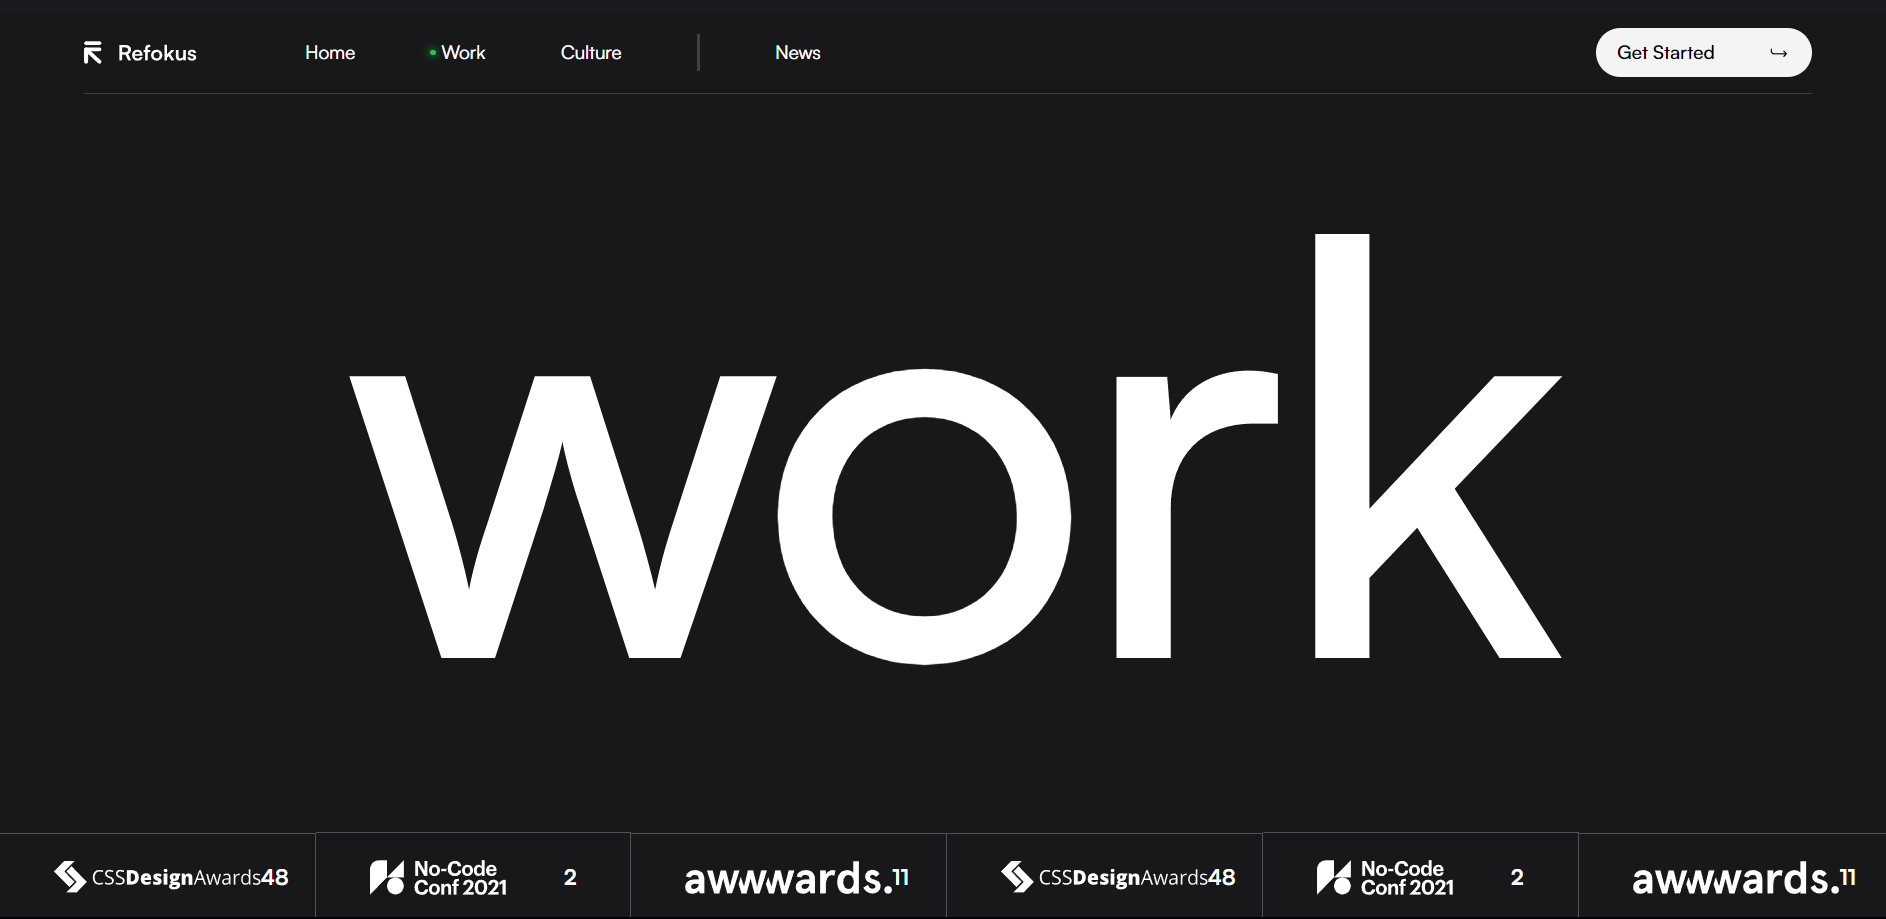 Refokus Home Work Culture News Get Started
work
CSSDesignAwards48 No-Code Conf 2021 2 awwwards.11 CSSDesignAwards48 No-Code Conf 2021 2 awwwards.11